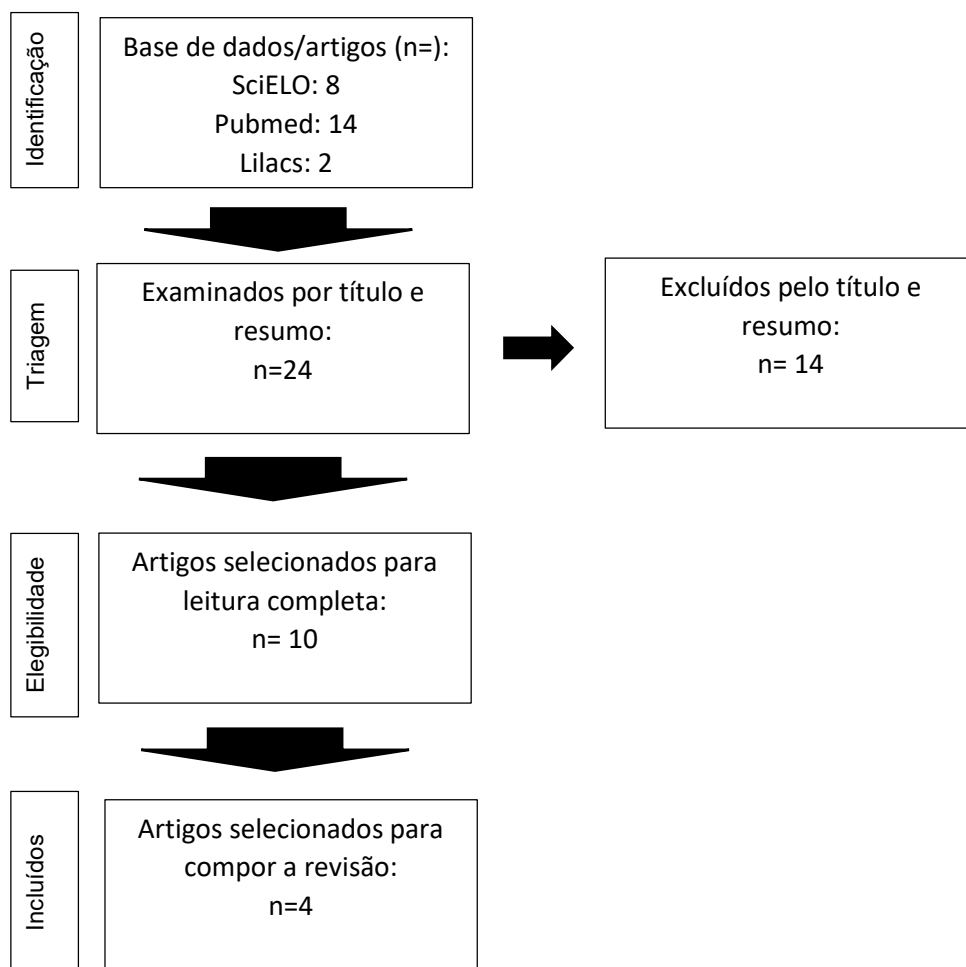 Identificação
Base de dados/artigos (n=):
SciELO: 8
Pubmed: 14
Lilacs: 2
Triagem
Examinados por título e
resumo:
n=24
Excluídos pelo título e
resumo:
n= 14
Elegibilidade
Artigos selecionados para
leitura completa:
n= 10
Incluídos
Artigos selecionados para
compor a revisão:
n=4